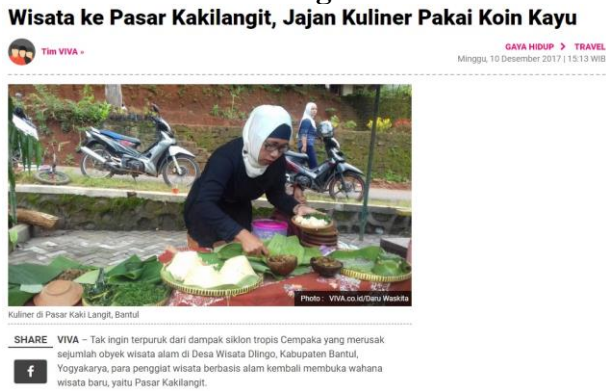 Wisata ke Pasar Kakilangit, Jajan Kuliner Pakai Koin Kayu
Tim VIVA »
GAYA HIDUP > TRAVEL
Minggu, 10 Desember 2017 | 15:13 WIB
Photo : VIVA.co.id/Daru Waskita
Kuliner di Pasar Kaki Langit, Bantul
SHARE
f
VIVA – Tak ingin terpuruk dari dampak siklon tropis Cempaka yang merusak
sejumlah obyek wisata alam di Desa Wisata Dlingo, Kabupaten Bantul,
Yogyakarya, para penggiat wisata berbasis alam kembali membuka wahana
wisata baru, yaitu Pasar Kakilangit.